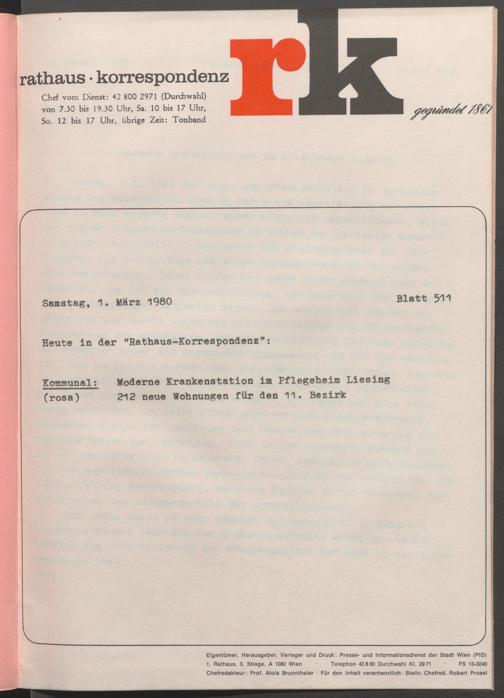 rk
rathaus · korrespondenz
Chef vom Dienst: 42 800 2971 (Durchwahl)
von 7.30 bis 19.30 Uhr, Sa. 10 bis 17 Uhr,
So. 12 bis 17 Uhr, übrige Zeit: Tonband
gegründet 1861
Samstag, 1. März 1980 Blatt 511
Heute in der "Rathaus-Korrespondenz":
Kommunal: Moderne Krankenstation im Pflegeheim Liesing
(rosa) 212 neue Wohnungen für den 11. Bezirk
Eigentümer, Herausgeber, Verleger und Druck: Presse- und Informationsdienst der Stadt Wien (PID)
1, Rathaus, 3. Stiege, A 1082 Wien · Telephon 42 8 00 Durchwahl Kl. 29 71 · FS 13-3240
Chefredakteur: Prof. Alois Brunnthaler · Für den Inhalt verantwortlich: Stellv. Chefred. Robert Prosel